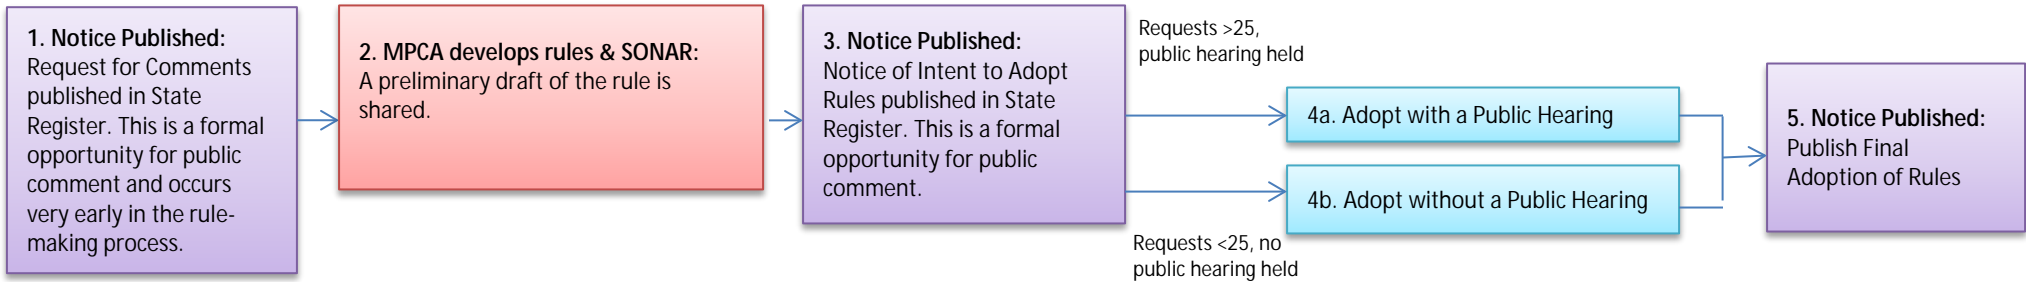 1. Notice Published:
Request for Comments
published in State
Register. This is a formal
opportunity for public
comment and occurs
very early in the rule-
making process.
2. MPCA develops rules & SONAR:
A preliminary draft of the rule is
shared.
3. Notice Published:
Notice of Intent to Adopt
Rules published in State
Register. This is a formal
opportunity for public
comment.
Requests >25,
public hearing held
4a. Adopt with a Public Hearing
4b. Adopt without a Public Hearing
Requests <25, no
public hearing held
5. Notice Published:
Publish Final
Adoption of Rules